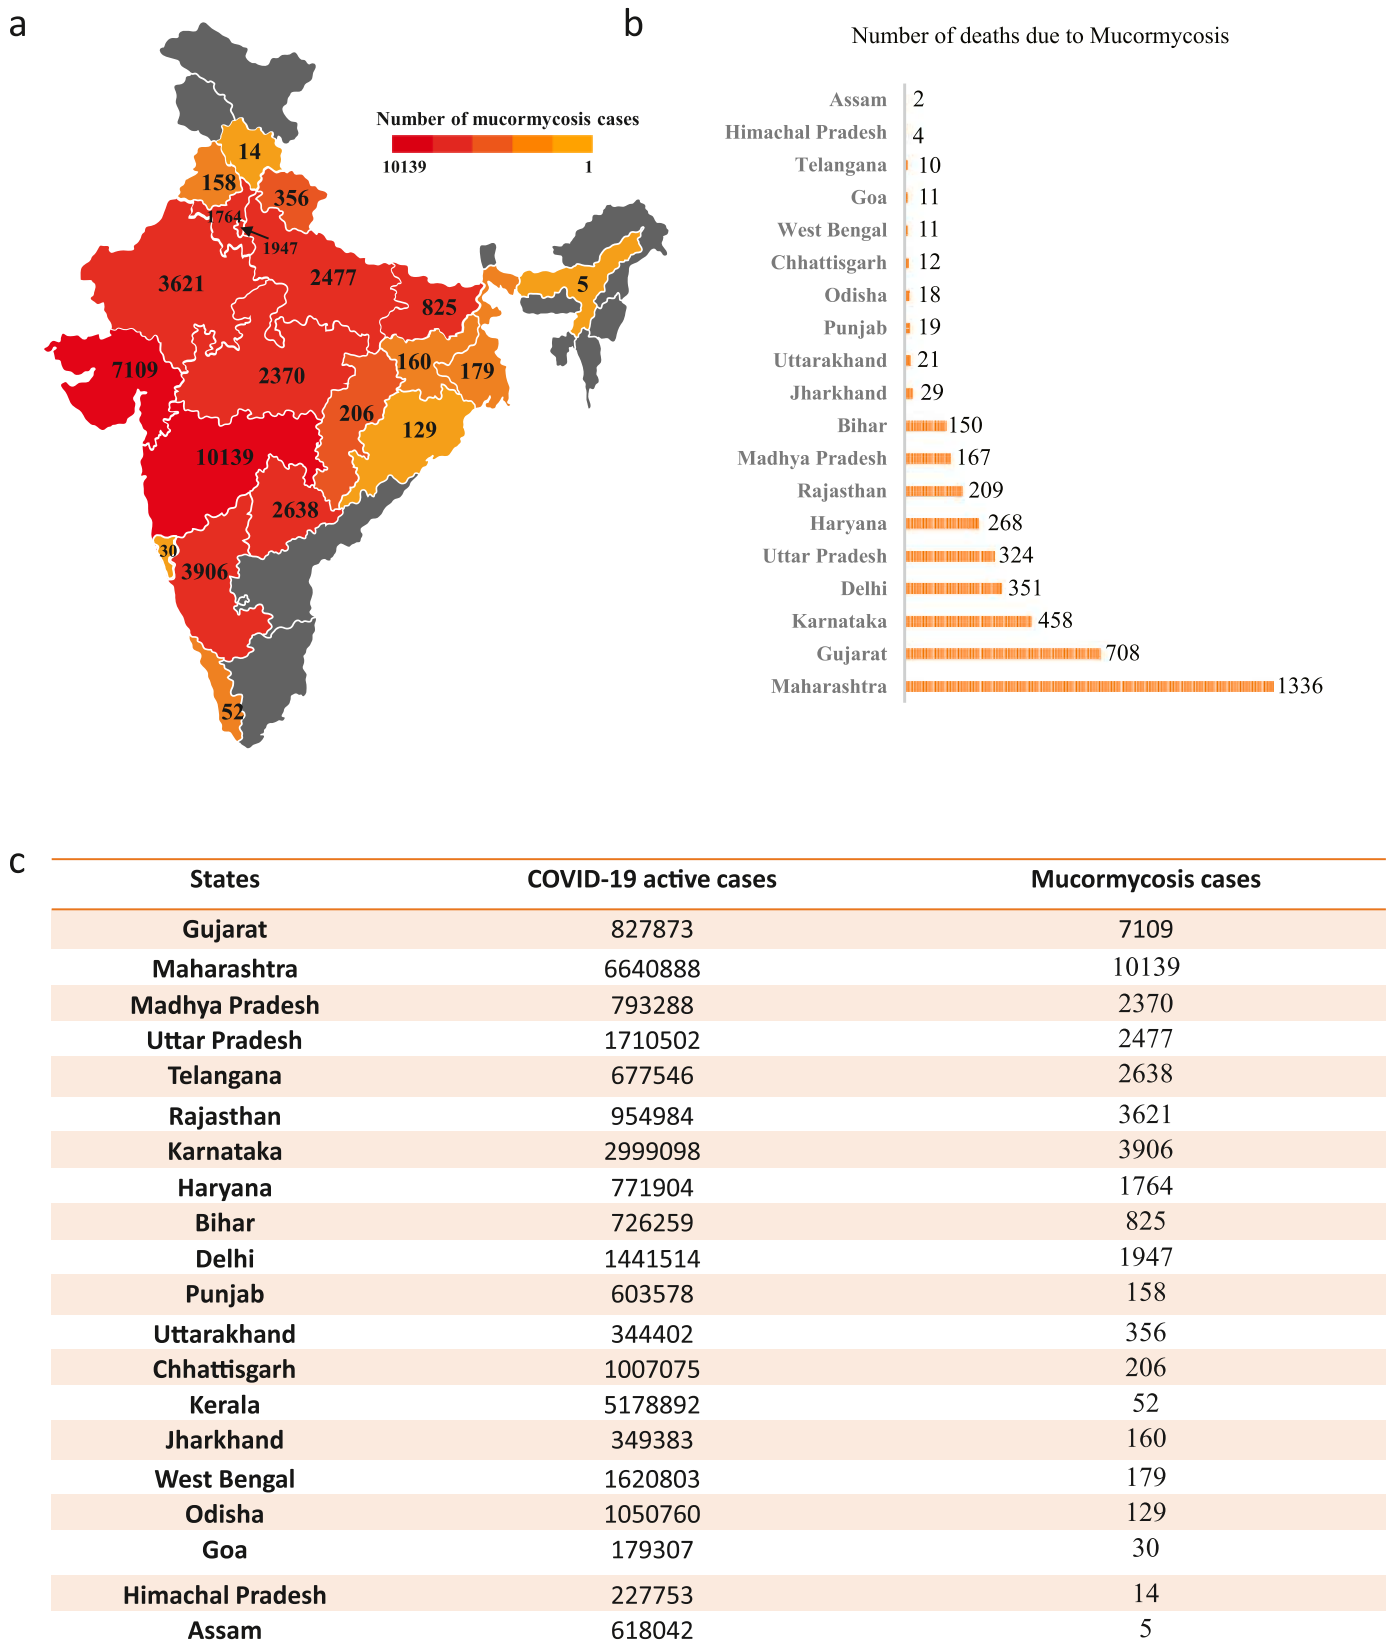 a
Number of mucormycosis cases
10139 1
14
158
356
1764
1947
3621
2477
825
5
7109
2370
160
179
206
129
10139
2638
30
3906
52
b
Number of deaths due to Mucormycosis
Assam 2
Himachal Pradesh 4
Telangana 10
Goa 11
West Bengal 11
Chhattisgarh 12
Odisha 18
Punjab 19
Uttarakhand 21
Jharkhand 29
Bihar 150
Madhya Pradesh 167
Rajasthan 209
Haryana 268
Uttar Pradesh 324
Delhi 351
Karnataka 458
Gujarat 708
Maharashtra 1336
c
States COVID-19 active cases Mucormycosis cases
Gujarat 827873 7109
Maharashtra 6640888 10139
Madhya Pradesh 793288 2370
Uttar Pradesh 1710502 2477
Telangana 677546 2638
Rajasthan 954984 3621
Karnataka 2999098 3906
Haryana 771904 1764
Bihar 726259 825
Delhi 1441514 1947
Punjab 603578 158
Uttarakhand 344402 356
Chhattisgarh 1007075 206
Kerala 5178892 52
Jharkhand 349383 160
West Bengal 1620803 179
Odisha 1050760 129
Goa 179307 30
Himachal Pradesh 227753 14
Assam 618042 5